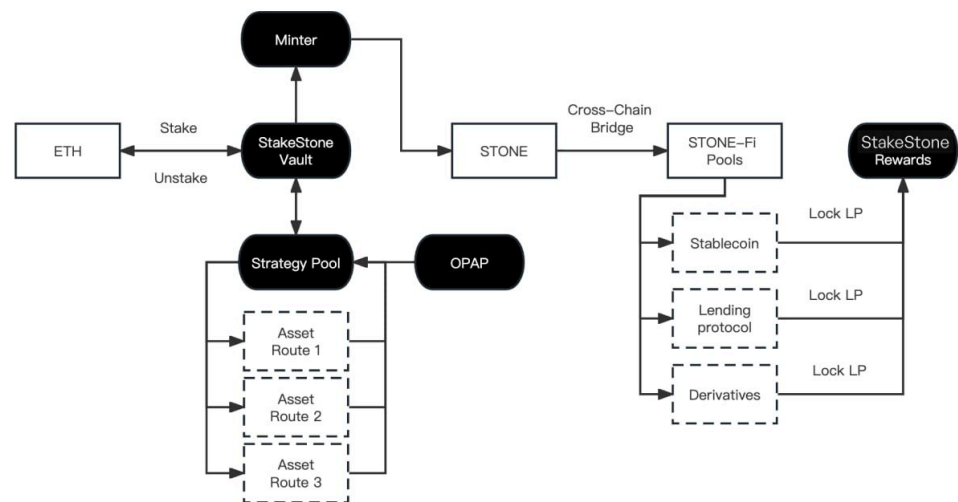 Minter
Cross-Chain
Bridge
ETH
Stake
Unstake
StakeStone
Vault
STONE
STONE-Fi
Pools
StakeStone
Rewards
Strategy Pool
OPAP
Stablecoin
Lock LP
Lending
protocol
Lock LP
Derivatives
Lock LP
Asset
Route 1
Asset
Route 2
Asset
Route 3